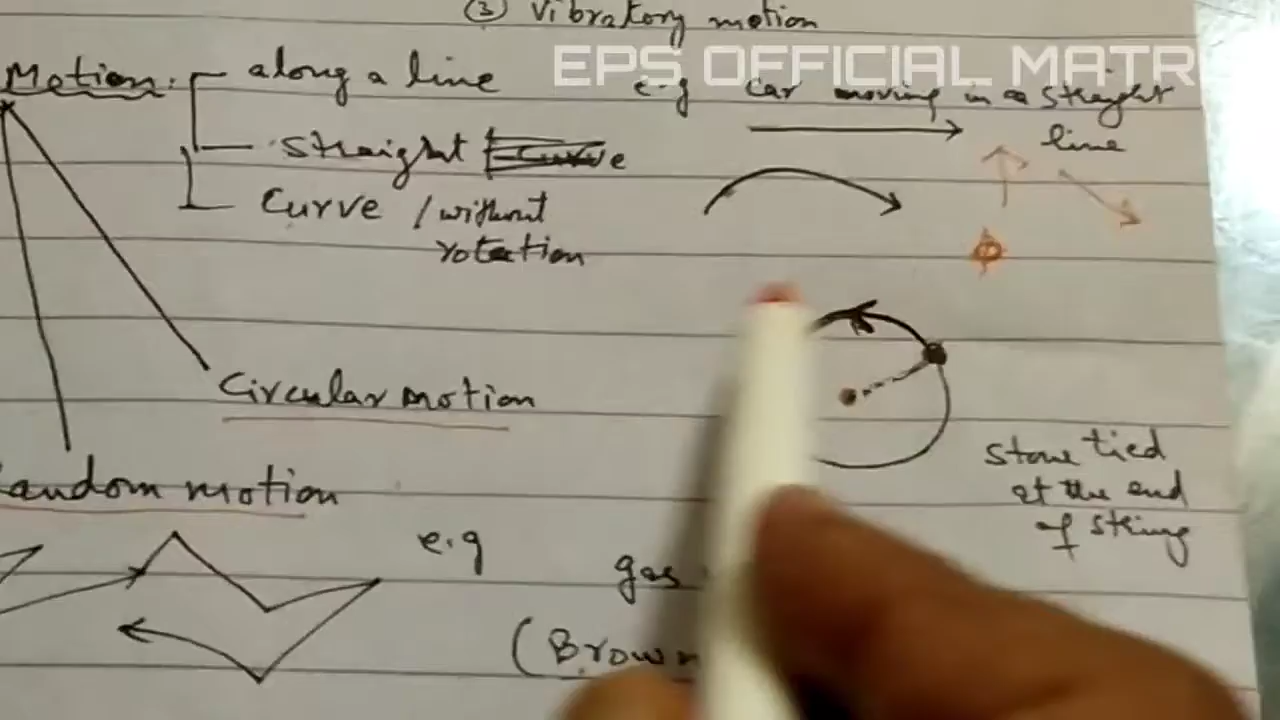 ③ Vibratory motion
EPS OFFICIAL MATR
Motion: along a line e.g car moving in a straight
line
straight
Curve / without
rotation
Circular motion
Random motion
stone tied
at the end
of string
e.g gas
(Brown